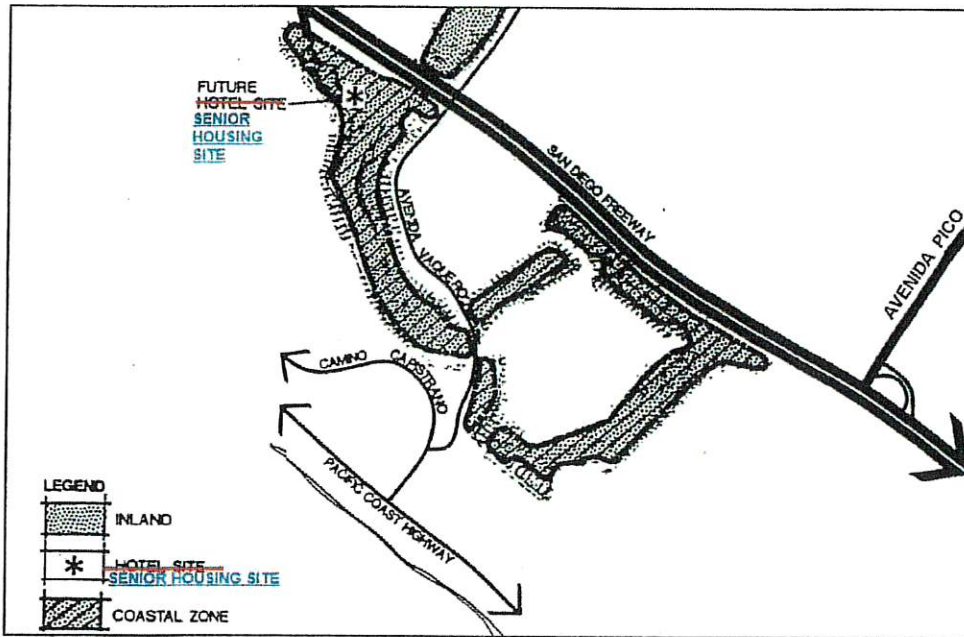 FUTURE
HOTEL SITE
SENIOR
HOUSING
SITE
SAN DIEGO FREEWAY
AVENIDA PICO
AVENIDA VAQUEROS
CAMINO CAPISTRANO
PACIFIC COAST HIGHWAY
LEGEND
INLAND
* HOTEL SITE
SENIOR HOUSING SITE
COASTAL ZONE